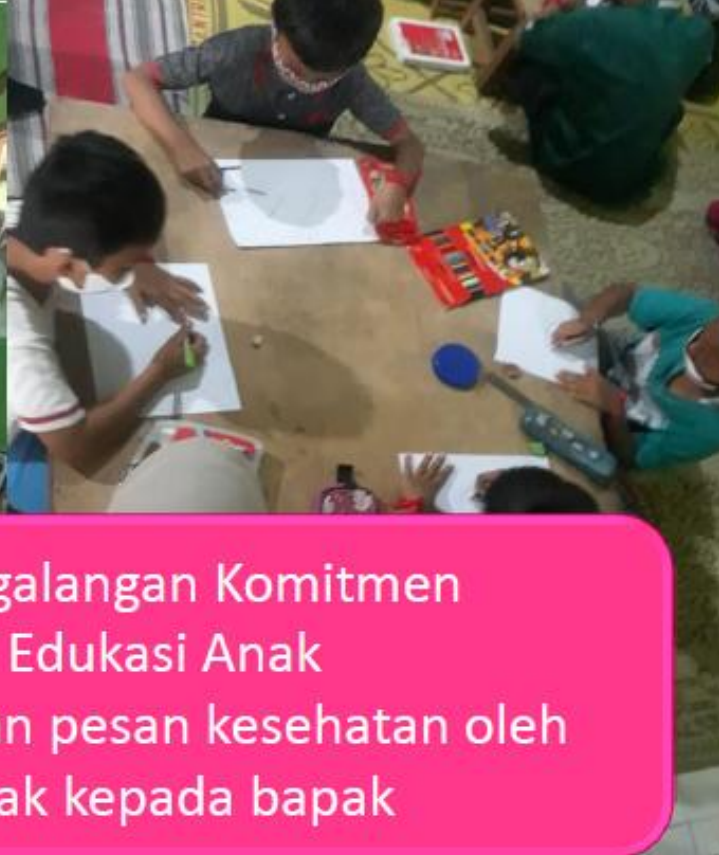 galangan Komitmen
Edukasi Anak
n pesan kesehatan oleh
ak kepada bapak